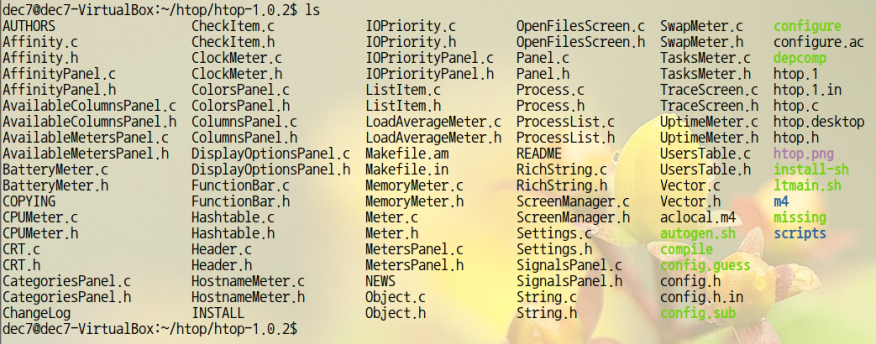 dec7@dec7-VirtualBox:~/htop/htop-1.0.2$ ls
AUTHORS CheckItem.c IOPriority.c OpenFilesScreen.c SwapMeter.c configure
Affinity.c CheckItem.h IOPriority.h OpenFilesScreen.h SwapMeter.h configure.ac
Affinity.h ClockMeter.c IOPriorityPanel.c Panel.c TasksMeter.c depcomp
AffinityPanel.c ClockMeter.h IOPriorityPanel.h Panel.h TasksMeter.h htop.1
AffinityPanel.h ColorsPanel.c ListItem.c Process.c TraceScreen.c htop.1.in
AvailableColumnsPanel.c ColorsPanel.h ListItem.h Process.h TraceScreen.h htop.c
AvailableColumnsPanel.h ColumnsPanel.c LoadAverageMeter.c ProcessList.c UptimeMeter.c htop.desktop
AvailableMetersPanel.c ColumnsPanel.h LoadAverageMeter.h ProcessList.h UptimeMeter.h htop.h
AvailableMetersPanel.h DisplayOptionsPanel.c Makefile.am README UsersTable.c htop.png
BatteryMeter.c DisplayOptionsPanel.h Makefile.in RichString.c UsersTable.h install-sh
BatteryMeter.h FunctionBar.c MemoryMeter.c RichString.h Vector.c ltmain.sh
COPYING FunctionBar.h MemoryMeter.h ScreenManager.c Vector.h m4
CPUMeter.c Hashtable.c Meter.c ScreenManager.h aclocal.m4 missing
CPUMeter.h Hashtable.h Meter.h Settings.c autogen.sh scripts
CRT.c Header.c MetersPanel.c Settings.h compile
CRT.h Header.h MetersPanel.h SignalsPanel.c config.guess
CategoriesPanel.c HostnameMeter.c NEWS SignalsPanel.h config.h
CategoriesPanel.h HostnameMeter.h Object.c String.c config.h.in
ChangeLog INSTALL Object.h String.h config.sub
dec7@dec7-VirtualBox:~/htop/htop-1.0.2$